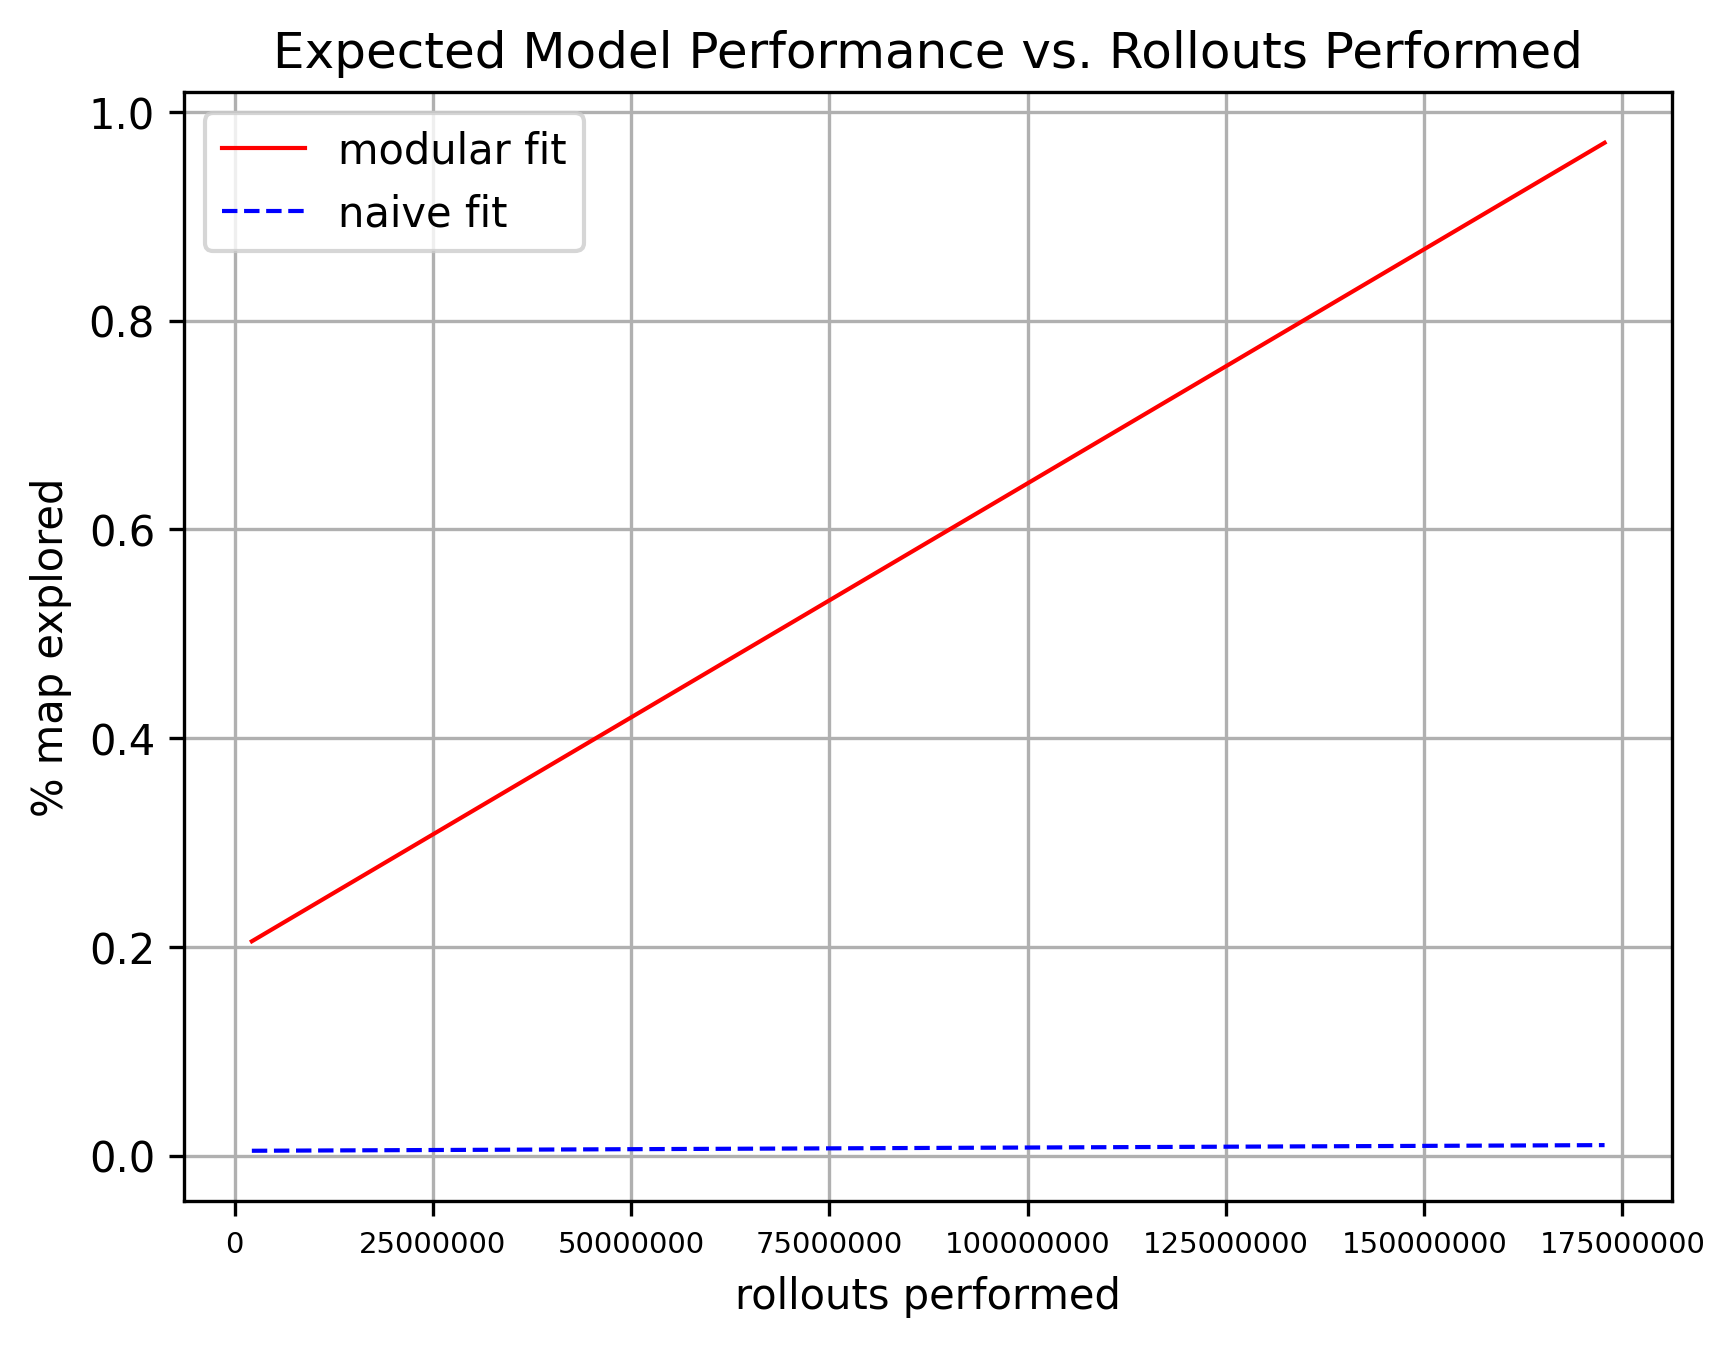 Expected Model Performance vs. Rollouts Performed
modular fit
naive fit
1.0
0.8
0.6
0.4
0.2
0.0
% map explored
0 25000000 50000000 75000000 100000000 125000000 150000000 175000000
rollouts performed